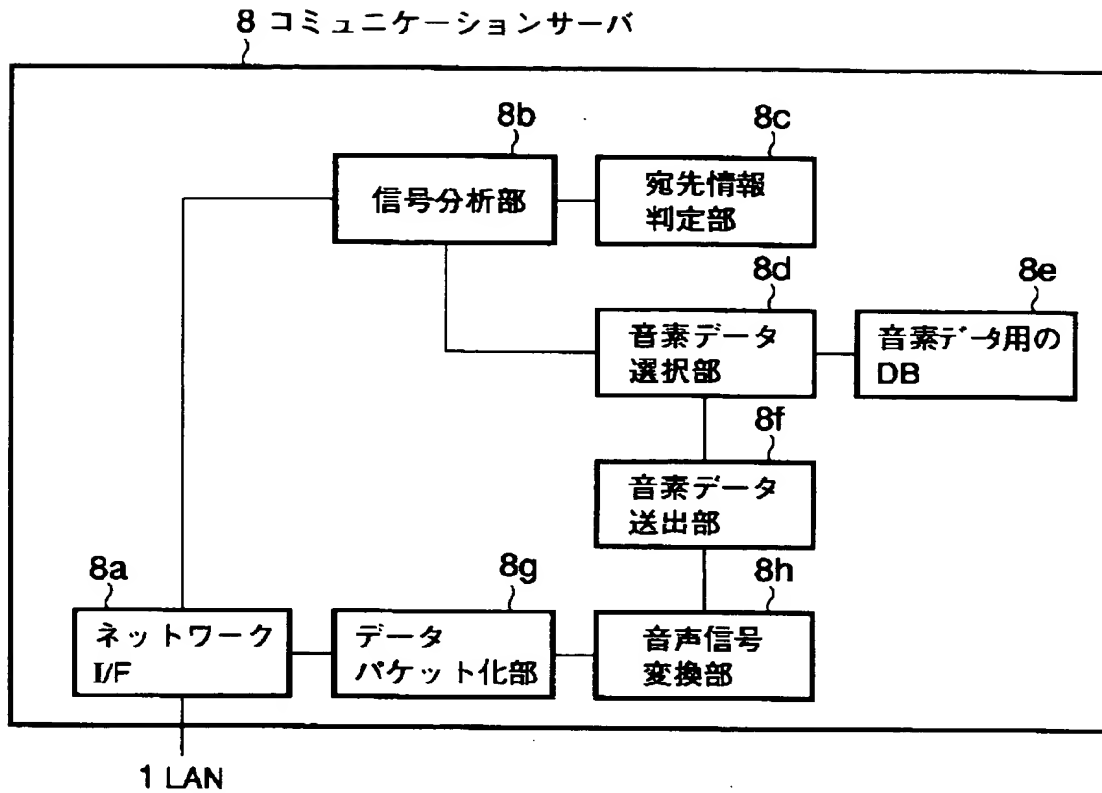 8 コミュニケーションサーバ
8b
信号分析部
8c
宛先情報
判定部
8d
音素データ
選択部
8e
音素データ用の
DB
8f
音素データ
送出部
8a
ネットワーク
I/F
8g
データ
パケット化部
8h
音声信号
変換部
1 LAN